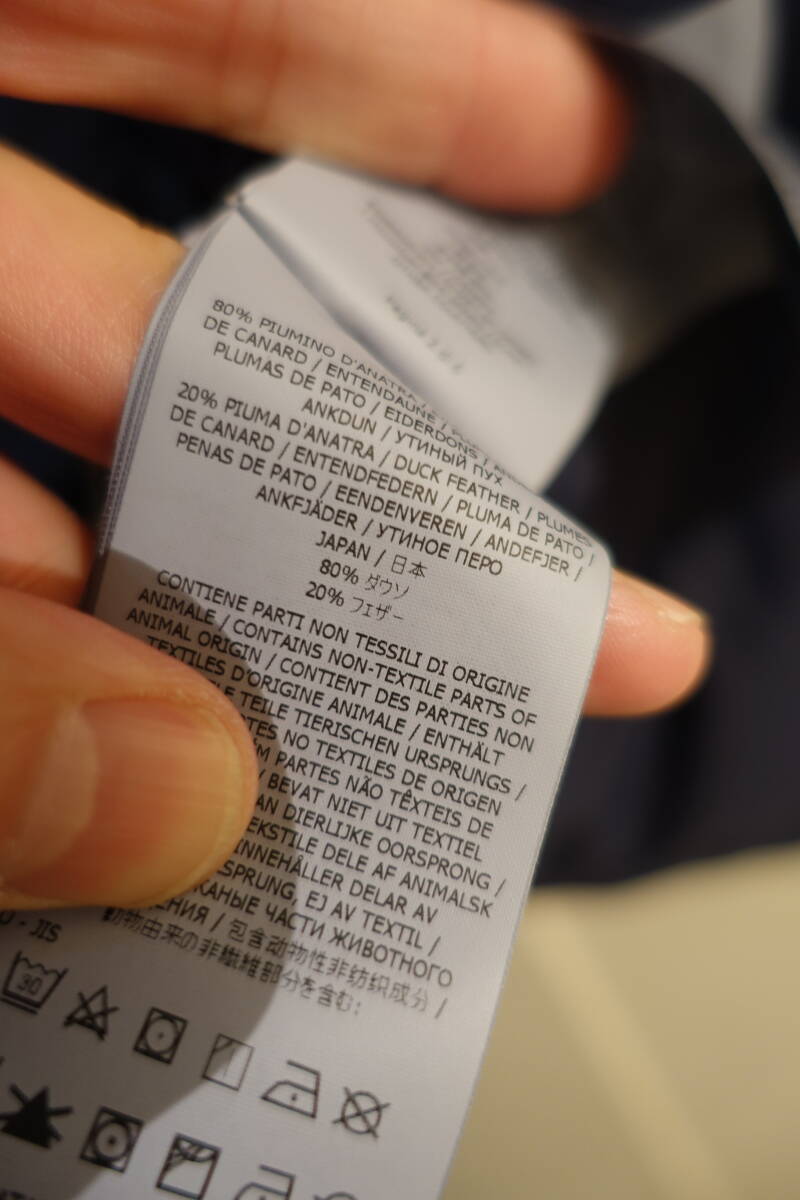 80% PIUMINO D'ANATRA /
DE CANARD / ENTENDAUNE /
PLUMAS DE PATO / EIDERDONS /
ANKDUN / УТИНЫЙ ПУХ
20% PIUMA D'ANATRA / DUCK FEATHER / PLUMES
DE CANARD / ENTENDFEDERN / PLUMA DE PATO /
PENAS DE PATO / EENDENVEREN / ANDEFJER /
ANKFJÄDER / УТИНОЕ ПЕРО
JAPAN / 日本
80% ダウン
20% フェザー
CONTIENE PARTI NON TESSILI DI ORIGINE
ANIMALE / CONTAINS NON-TEXTILE PARTS OF
ANIMAL ORIGIN / CONTIENT DES PARTIES NON
TEXTILES D'ORIGINE ANIMALE / ENTHÄLT
TEILE TIERISCHEN URSPRUNGS /
NO TEXTILES DE ORIGEN
PARTES NÃO TÊXTEIS DE
/ BEVAT NIET UIT TEXTIEL
DIERLIJKE OORSPRONG /
DELE AF ANIMALSK
INNEHÅLLER DELAR AV
EJ AV TEXTIL /
ЧАСТИ ЖИВОТНОГО
/ 包含动物性非纺织成分 /
動物由来の非繊維部分を含む:
JIS
30